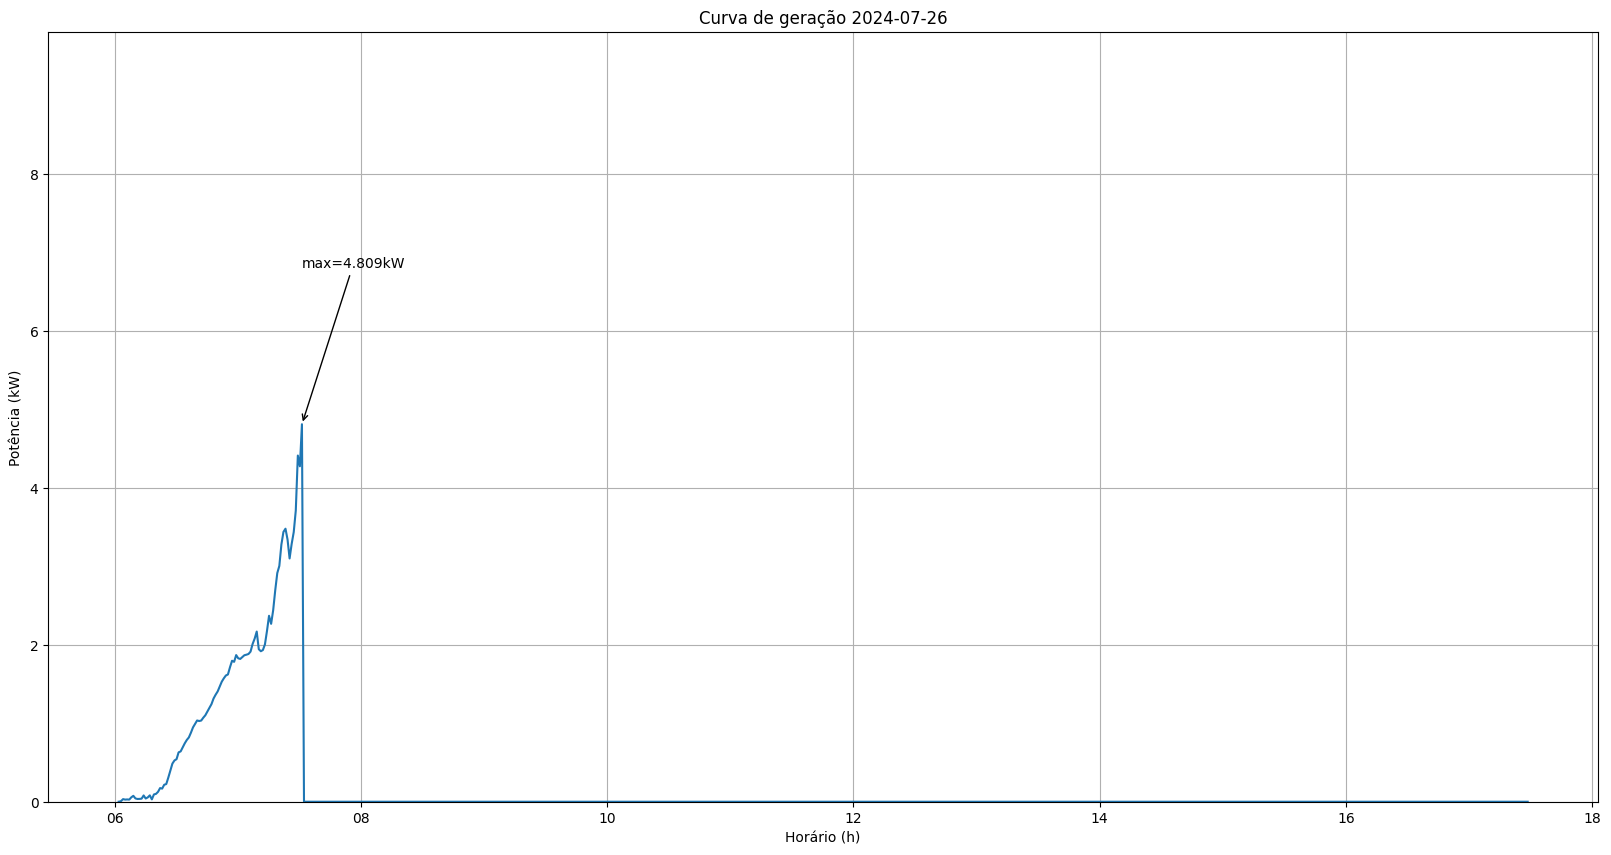 Curva de geração 2024-07-26
8
6
4
2
0
Potência (kW)
max=4.809kW
06 08 10 12 14 16 18
Horário (h)